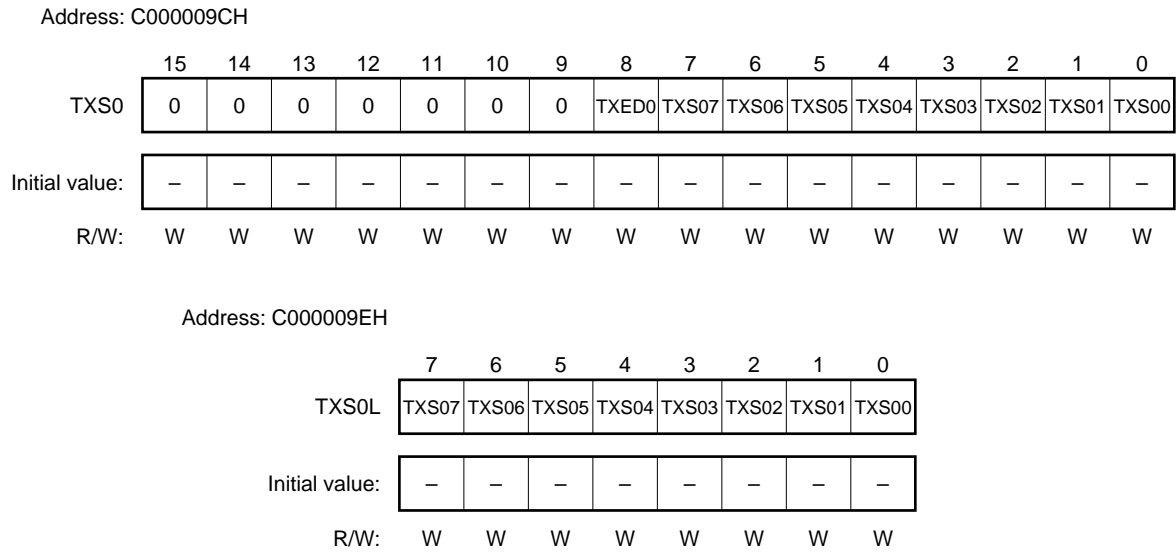 Address: C000009CH
15 14 13 12 11 10 9 8 7 6 5 4 3 2 1 0
TXS0 0 0 0 0 0 0 0 TXED0 TXS07 TXS06 TXS05 TXS04 TXS03 TXS02 TXS01 TXS00
Initial value: – – – – – – – – – – – – – – – –
R/W: W W W W W W W W W W W W W W W W
Address: C000009EH
7 6 5 4 3 2 1 0
TXS0L TXS07 TXS06 TXS05 TXS04 TXS03 TXS02 TXS01 TXS00
Initial value: – – – – – – – –
R/W: W W W W W W W W